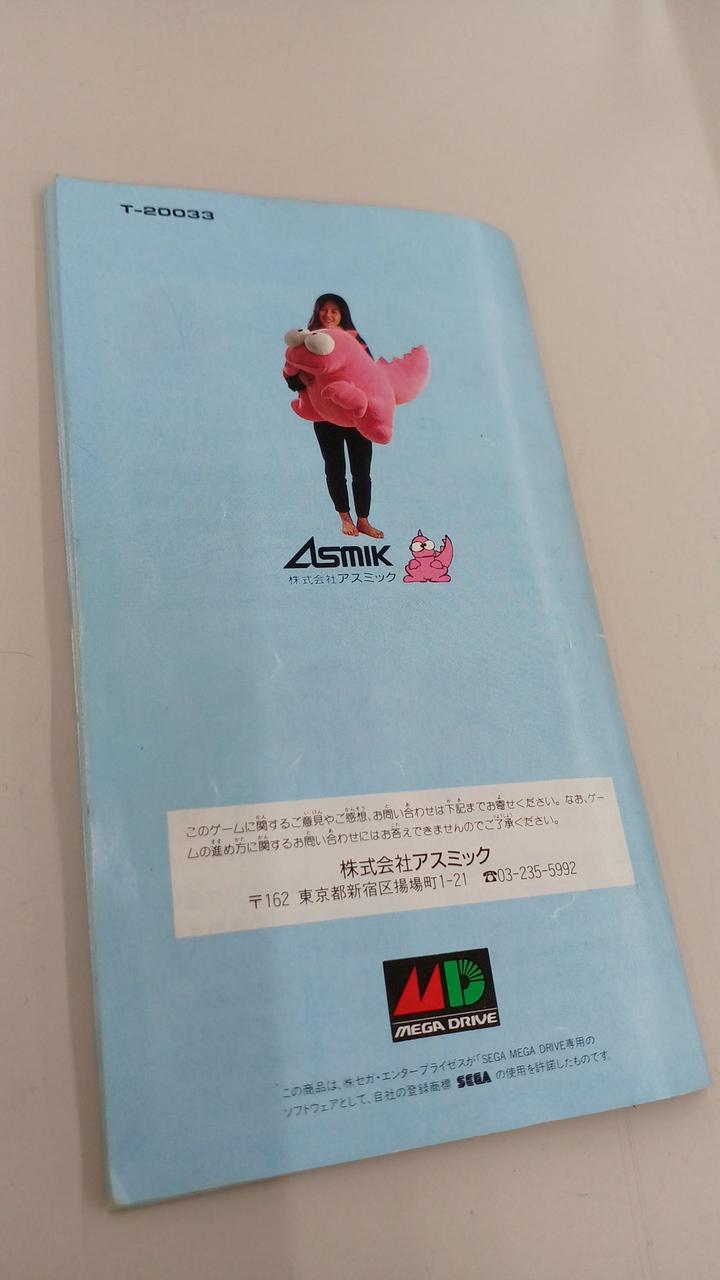 T-20033
ASMIK
株式会社アスミック
このゲームに関するご意見やご感想、お問い合わせは下記までお寄せください。なお、ゲー
ムの進め方に関するお問い合わせにはお答えできませんのでご了承ください。
株式会社アスミック
〒162 東京都新宿区揚場町1-21 ☎03-235-5992
MD
MEGA DRIVE
この商品は、㈱セガ・エンタープライゼスが「SEGA MEGA DRIVE専用の
ソフトウェアとして、自社の登録商標 SEGA の使用を許諾したものです。